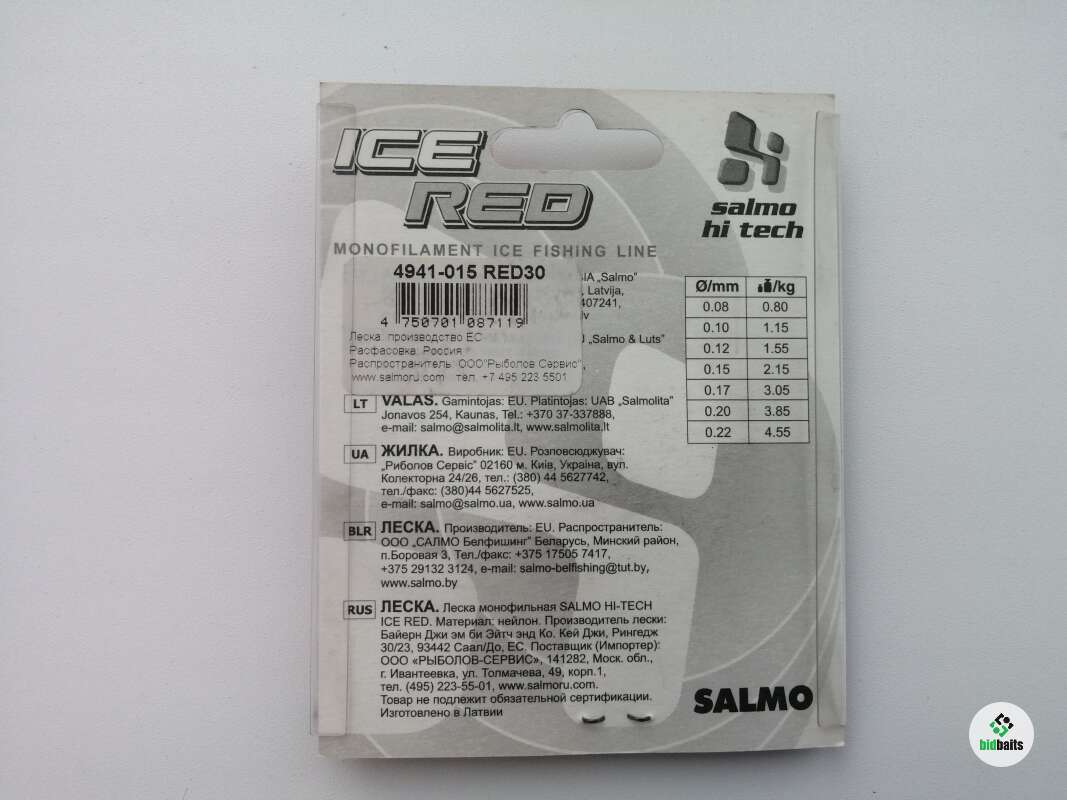 ICE
RED
MONOFILAMENT ICE FISHING LINE
salmo
hi tech
4941-015 RED30
4 750701 087119
Леска: производство ЕС
Расфасовка: Россия
Распространитель: ООО"Рыболов Сервис"
www.salmoru.com тел. +7 495 223 5501
IA „Salmo"
, Latvija,
407241,
lv
„Salmo & Luts"
Ø/mm /kg
0.08 0.80
0.10 1.15
0.12 1.55
0.15 2.15
0.17 3.05
0.20 3.85
0.22 4.55
LT VALAS. Gamintojas: EU. Platintojas: UAB „Salmolita"
Jonavos 254, Kaunas, Tel.: +370 37-337888,
e-mail: salmo@salmolita.lt, www.salmolita.lt
UA ЖИЛКА. Виробник: EU. Розповсюджувач:
„Риболов Сервіс" 02160 м. Київ, Україна, вул.
Колекторна 24/26, тел.: (380) 44 5627742,
тел./факс: (380)44 5627525,
e-mail: salmo@salmo.ua, www.salmo.ua
BLR ЛЕСКА. Производитель: EU. Распространитель:
ООО „САЛМО Белфишинг" Беларусь, Минский район,
п.Боровая 3, Тел./факс: +375 17505 7417,
+375 29132 3124, e-mail: salmo-belfishing@tut.by,
www.salmo.by
RUS ЛЕСКА. Леска монофильная SALMO HI-TECH
ICE RED. Материал: нейлон. Производитель лески:
Байерн Джи эм би Эйтч энд Ко. Кей Джи, Рингедж
30/23, 93442 Саал/До, ЕС. Поставщик (Импортер):
ООО «РЫБОЛОВ-СЕРВИС», 141282, Моск. обл.,
г. Ивантеевка, ул. Толмачева, 49, корп.1,
тел. (495) 223-55-01, www.salmoru.com.
Товар не подлежит обязательной сертификации.
Изготовлено в Латвии
SALMO
bidbaits